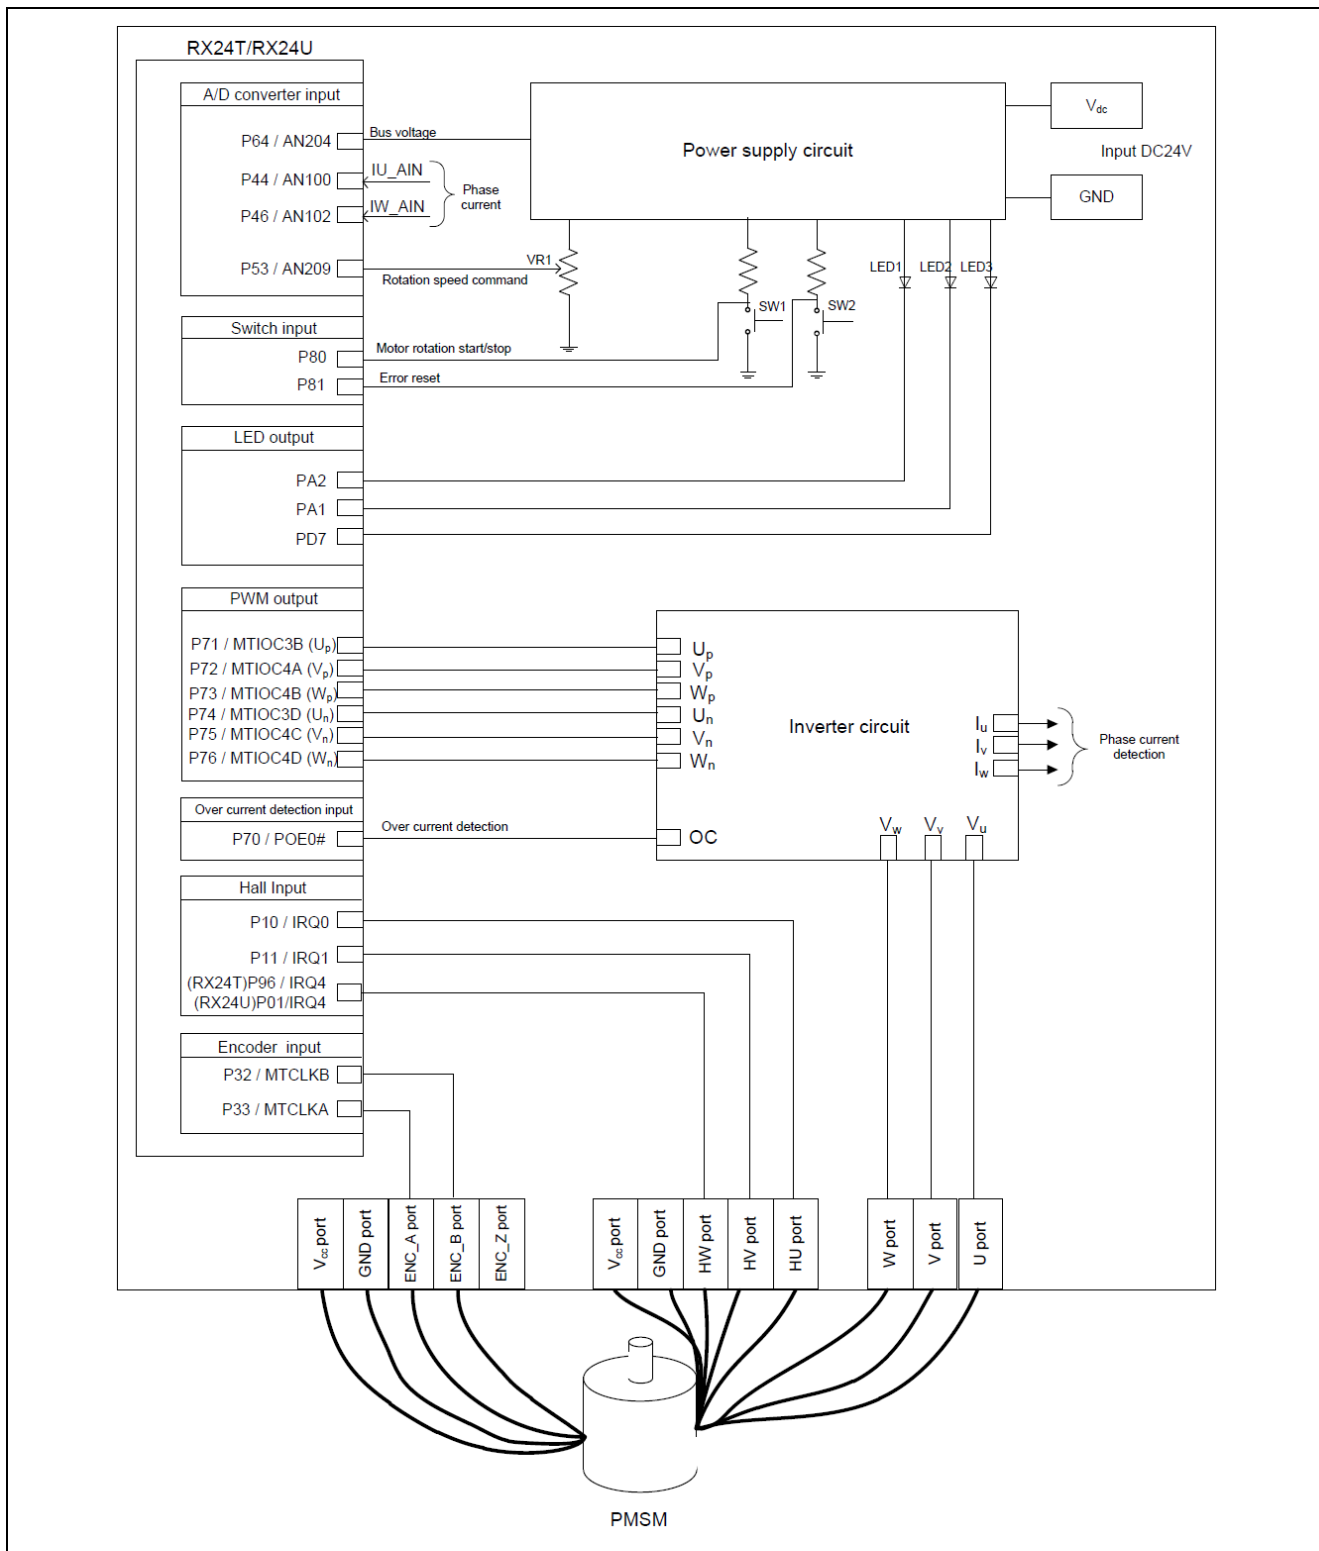 RX24T/RX24U
A/D converter input
P64 / AN204
P44 / AN100
P46 / AN102
P53 / AN209
Bus voltage
IU_AIN
IW_AIN
Phase
current
Rotation speed command
VR1
Power supply circuit
Vdc
Input DC24V
GND
SW1
SW2
LED1
LED2
LED3
Switch input
P80
P81
Motor rotation start/stop
Error reset
LED output
PA2
PA1
PD7
PWM output
P71 / MTIOC3B (Up)
P72 / MTIOC4A (Vp)
P73 / MTIOC4B (Wp)
P74 / MTIOC3D (Un)
P75 / MTIOC4C (Vn)
P76 / MTIOC4D (Wn)
Up
Vp
Wp
Un
Vn
Wn
Inverter circuit
Iu
Iv
Iw
Phase current
detection
Over current detection input
P70 / POE0#
Over current detection
OC
Vw
Vv
Vu
Hall Input
P10 / IRQ0
P11 / IRQ1
(RX24T)P96 / IRQ4
(RX24U)P01/IRQ4
Encoder input
P32 / MTCLKB
P33 / MTCLKA
Vcc port
GND port
ENC_A port
ENC_B port
ENC_Z port
Vcc port
GND port
HW port
HV port
HU port
W port
V port
U port
PMSM